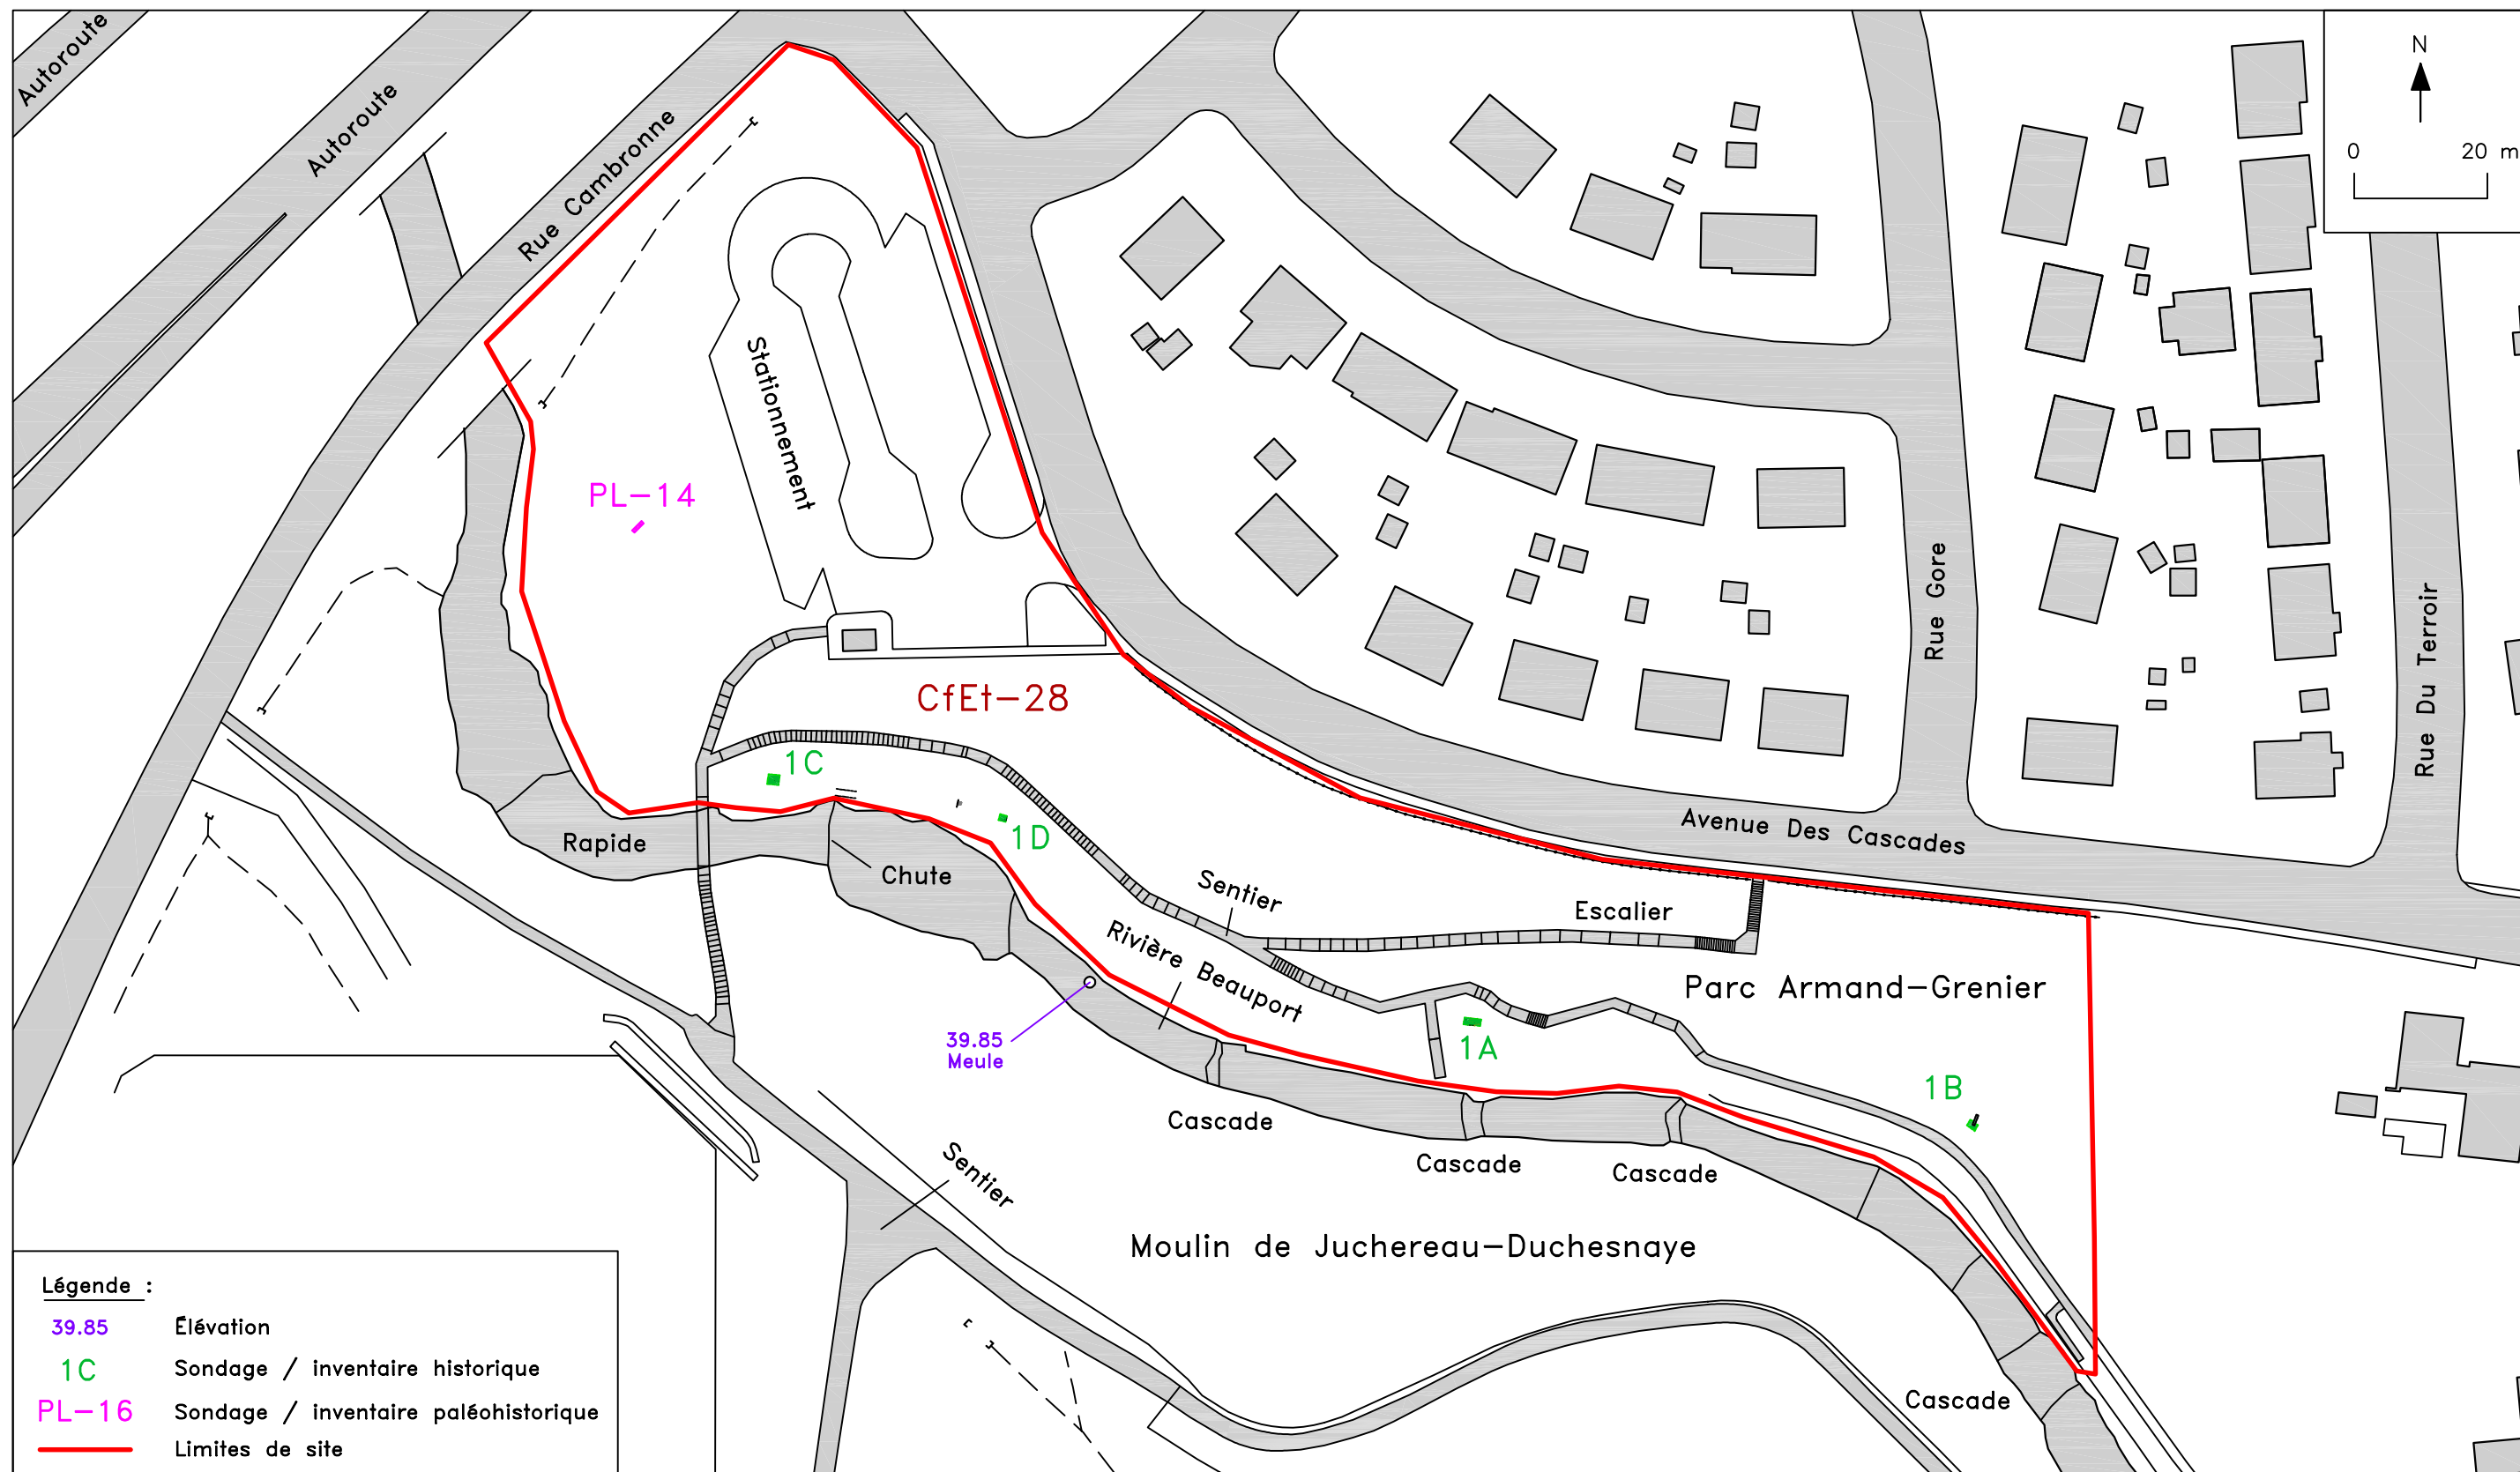 Autoroute
Autoroute
Rue Cambronne
N
0 20 m
Stationnement
PL-14
CfEt-28
Rue Gore
Rue Du Terroir
1C
1D
Rapide
Chute
Avenue Des Cascades
Sentier
Escalier
Rivière Beauport
Parc Armand-Grenier
39.85
Meule
1A
1B
Cascade
Cascade
Cascade
Sentier
Moulin de Juchereau-Duchesnaye
Cascade
Légende :
39.85 Élévation
1C Sondage / inventaire historique
PL-16 Sondage / inventaire paléohistorique
Limites de site